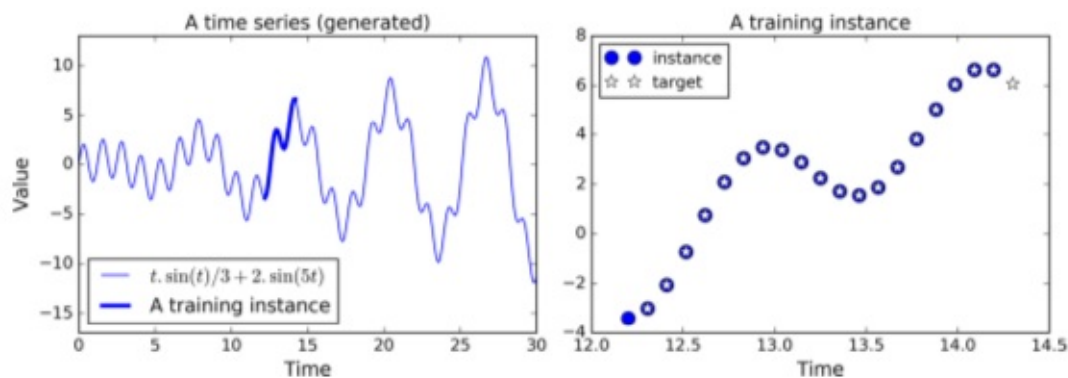 A time series (generated)
10
5
0
−5
−10
−15
Value
t.sin(t)/3 + 2.sin(5t)
A training instance
0 5 10 15 20 25 30
Time
A training instance
8
6
4
2
0
−2
−4
instance
target
12.0 12.5 13.0 13.5 14.0 14.5
Time